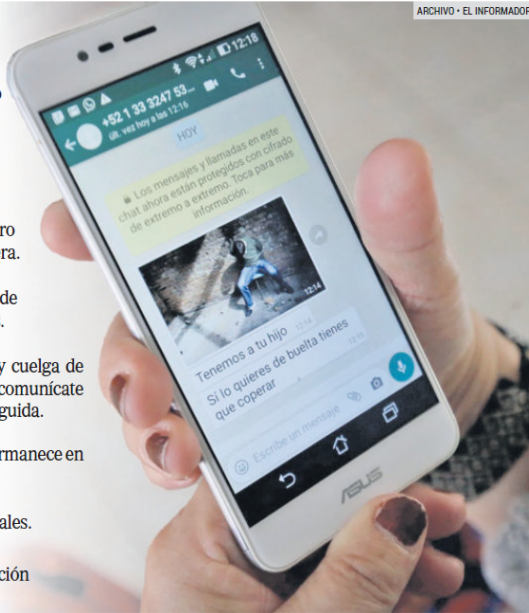 ARCHIVO • EL INFORMADOR
12:18
+52 1 33 3247 53...
últ. vez hoy a las 12:16
HOY
Los mensajes y llamadas en este
chat ahora están protegidos con cifrado
de extremo a extremo. Toca para más
información.
12:14
Tenemos a tu hijo 12:14
Si lo quieres de buelta tienes
que coperar 12:15
Escribe un mensaje
ASUS
ro
ra.
de
y cuelga de
comunícate
guida.
rmanece en
ales.
ción